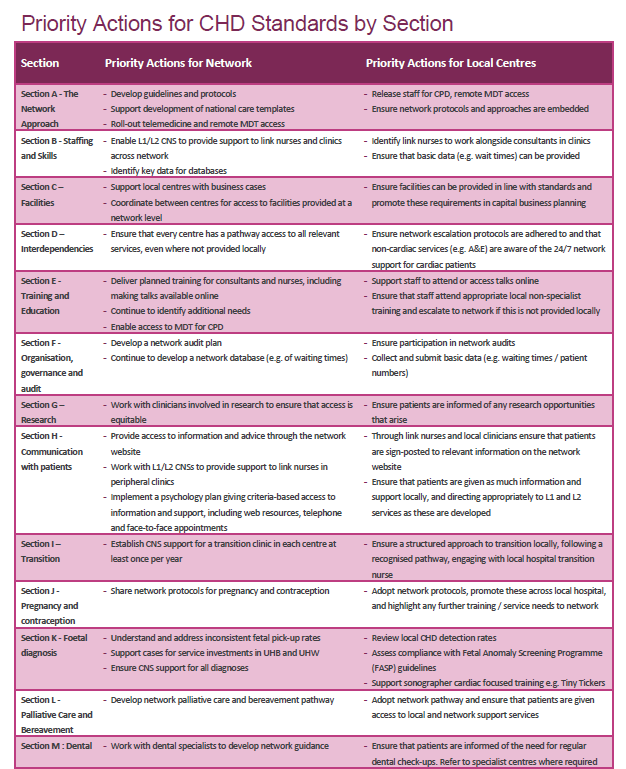 Priority Actions for CHD Standards by Section
Section
Priority Actions for Network
Priority Actions for Local Centres
Section A - The
Network
Approach
- Develop guidelines and protocols
- Support development of national care templates
- Roll-out telemedicine and remote MDT access
- Release staff for CPD, remote MDT access
- Ensure network protocols and approaches are embedded
Section B - Staffing
and Skills
- Enable L1/L2 CNS to provide support to link nurses and clinics
across network
- Identify key data for databases
- Identify link nurses to work alongside consultants in clinics
- Ensure that basic data (e.g. wait times) can be provided
Section C –
Facilities
- Support local centres with business cases
- Coordinate between centres for access to facilities provided at a
network level
- Ensure facilities can be provided in line with standards and
promote these requirements in capital business planning
Section D –
Interdependencies
- Ensure that every centre has a pathway access to all relevant
services, even where not provided locally
- Ensure network escalation protocols are adhered to and that
non-cardiac services (e.g. A&E) are aware of the 24/7 network
support for cardiac patients
Section E -
Training and
Education
- Deliver planned training for consultants and nurses, including
making talks available online
- Continue to identify additional needs
- Enable access to MDT for CPD
- Support staff to attend or access talks online
- Ensure that staff attend appropriate local non-specialist
training and escalate to network if this is not provided locally
Section F -
Organisation,
governance and
audit
- Develop a network audit plan
- Continue to develop a network database (e.g. of waiting times)
- Ensure participation in network audits
- Collect and submit basic data (e.g. waiting times / patient
numbers)
Section G –
Research
- Work with clinicians involved in research to ensure that access is
equitable
- Ensure patients are informed of any research opportunities
that arise
Section H -
Communication
with patients
- Provide access to information and advice through the network
website
- Work with L1/L2 CNSs to provide support to link nurses in
peripheral clinics
- Implement a psychology plan giving criteria-based access to
information and support, including web resources, telephone
and face-to-face appointments
- Through link nurses and local clinicians ensure that patients
are sign-posted to relevant information on the network
website
- Ensure that patients are given as much information and
support locally, and directing appropriately to L1 and L2
services as these are developed
Section I –
Transition
- Establish CNS support for a transition clinic in each centre at
least once per year
- Ensure a structured approach to transition locally, following a
recognised pathway, engaging with local hospital transition
nurse
Section J -
Pregnancy and
contraception
- Share network protocols for pregnancy and contraception
- Adopt network protocols, promote these across local hospital,
and highlight any further training / service needs to network
Section K - Foetal
diagnosis
- Understand and address inconsistent fetal pick-up rates
- Support cases for service investments in UHB and UHW
- Ensure CNS support for all diagnoses
- Review local CHD detection rates
- Assess compliance with Fetal Anomaly Screening Programme
(FASP) guidelines
- Support sonographer cardiac focused training e.g. Tiny Tickers
Section L -
Palliative Care and
Bereavement
- Develop network palliative care and bereavement pathway
- Adopt network pathway and ensure that patients are given
access to local and network support services
Section M : Dental
- Work with dental specialists to develop network guidance
- Ensure that patients are informed of the need for regular
dental check-ups. Refer to specialist centres where required